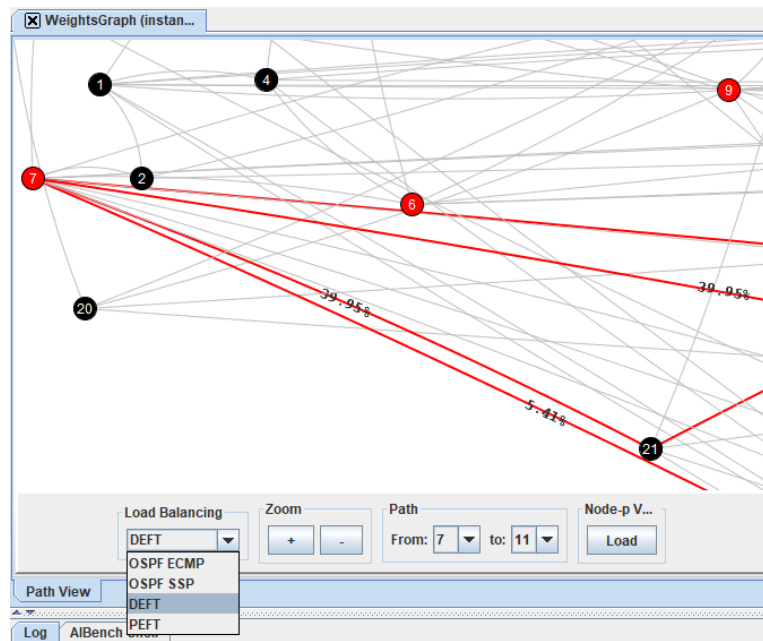 WeightsGraph (instan...
1
4
9
7
2
6
39.95%
20
39.95%
5.41%
21
Load Balancing
Zoom
Path
Node-p V...
DEFT
+
-
From: 7
to: 11
Load
OSPF ECMP
OSPF SSP
DEFT
PEFT
Path View
Log
AIBench